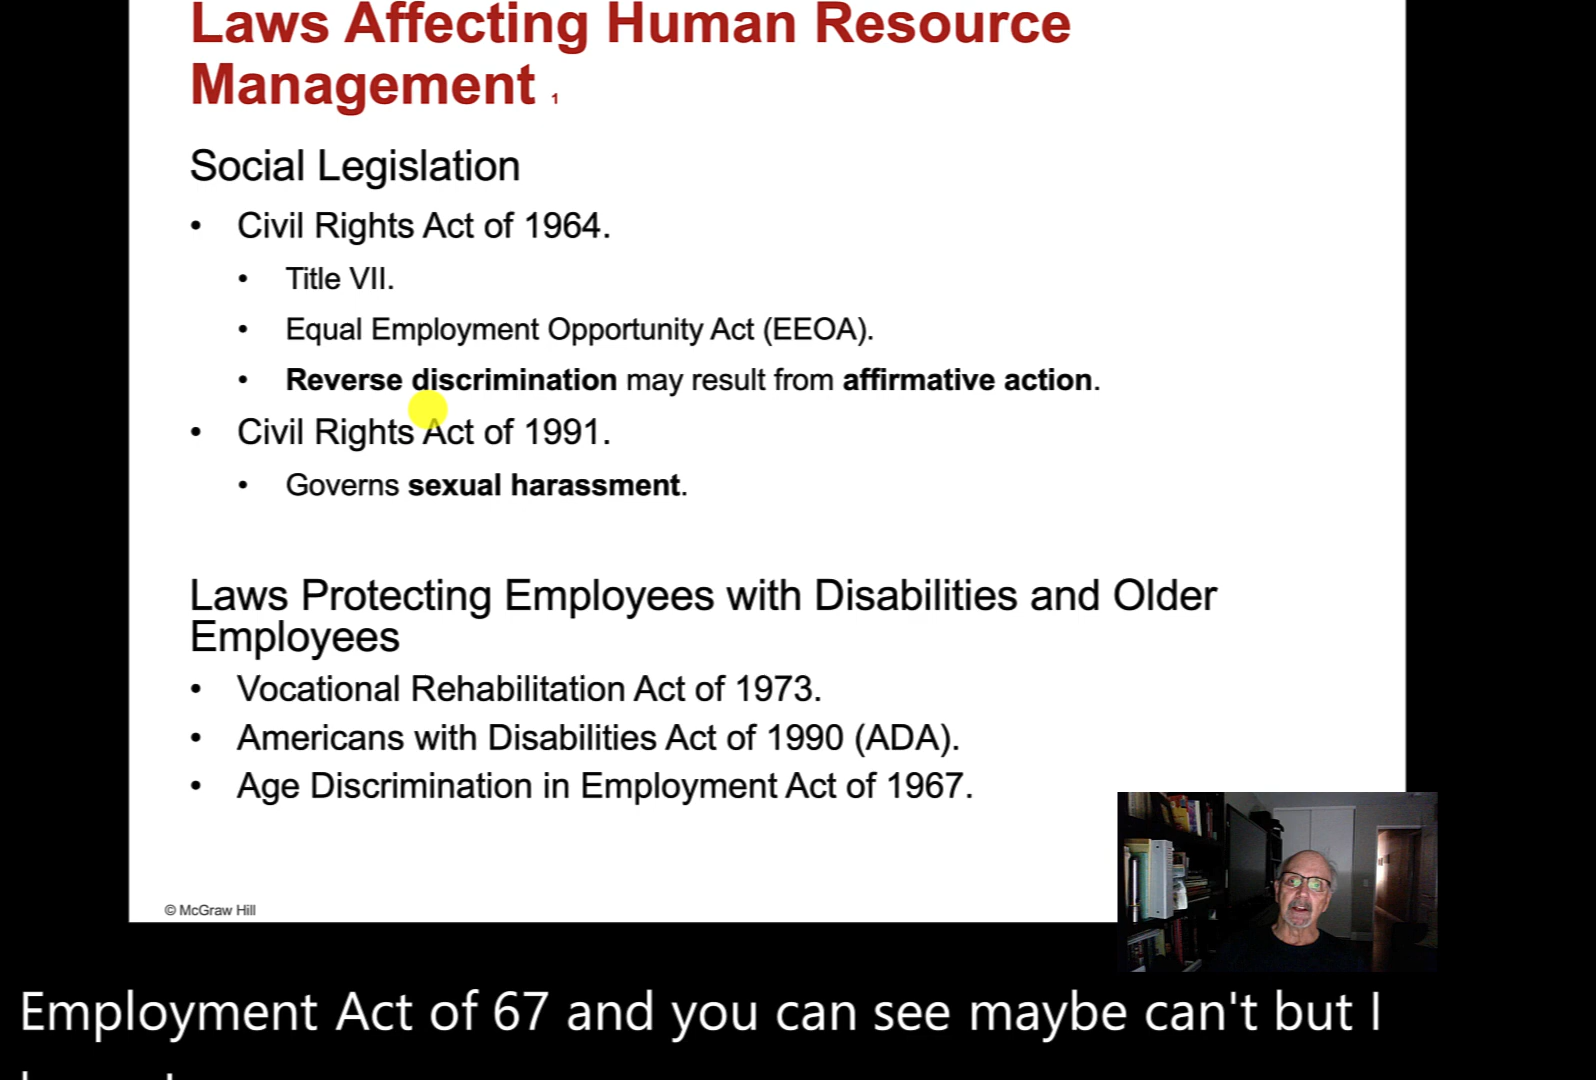 Laws Affecting Human Resource
Management 1
Social Legislation
• Civil Rights Act of 1964.
• Title VII.
• Equal Employment Opportunity Act (EEOA).
• Reverse discrimination may result from affirmative action.
• Civil Rights Act of 1991.
• Governs sexual harassment.
Laws Protecting Employees with Disabilities and Older
Employees
• Vocational Rehabilitation Act of 1973.
• Americans with Disabilities Act of 1990 (ADA).
• Age Discrimination in Employment Act of 1967.
© McGraw Hill
Employment Act of 67 and you can see maybe can't but I